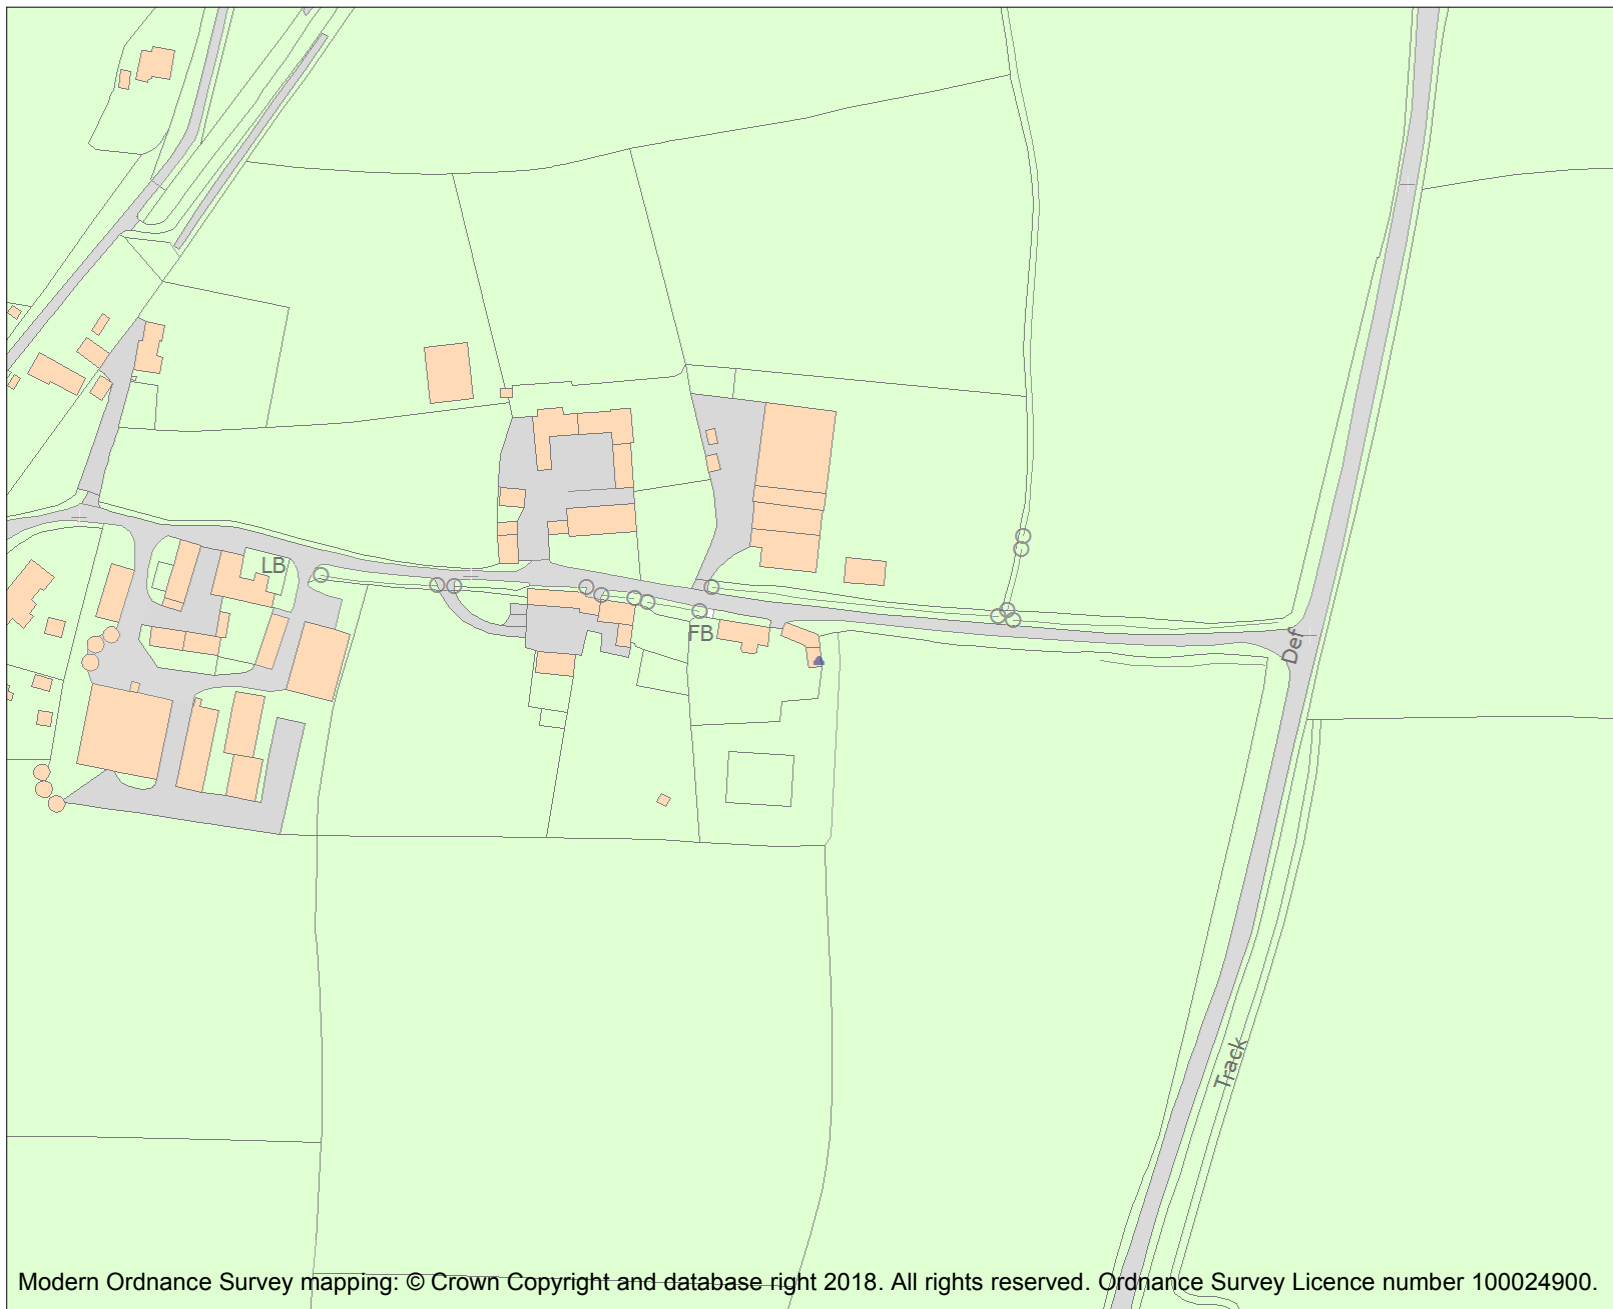 LB
FB
Def
Track
Modern Ordnance Survey mapping: © Crown Copyright and database right 2018. All rights reserved. Ordnance Survey Licence number 100024900.